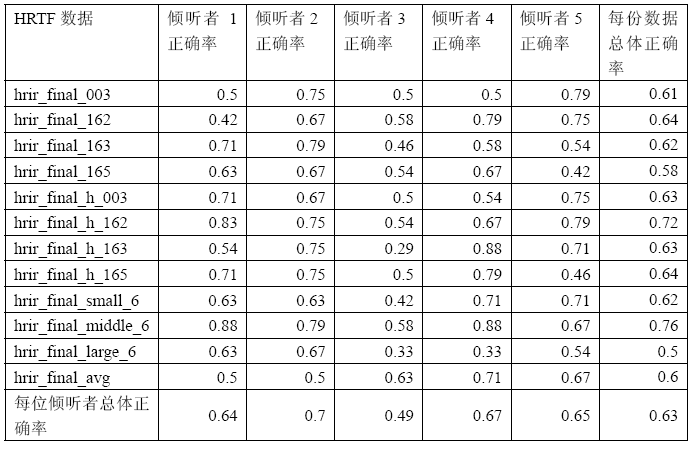 HRTF 数据 倾听者 1 正确率 倾听者 2 正确率 倾听者 3 正确率 倾听者 4 正确率 倾听者 5 正确率 每份数据总体正确率
hrir_final_003 0.5 0.75 0.5 0.5 0.79 0.61
hrir_final_162 0.42 0.67 0.58 0.79 0.75 0.64
hrir_final_163 0.71 0.79 0.46 0.58 0.54 0.62
hrir_final_165 0.63 0.67 0.54 0.67 0.42 0.58
hrir_final_h_003 0.71 0.67 0.5 0.54 0.75 0.63
hrir_final_h_162 0.83 0.75 0.54 0.67 0.79 0.72
hrir_final_h_163 0.54 0.75 0.29 0.88 0.71 0.63
hrir_final_h_165 0.71 0.75 0.5 0.79 0.46 0.64
hrir_final_small_6 0.63 0.63 0.42 0.71 0.71 0.62
hrir_final_middle_6 0.88 0.79 0.58 0.88 0.67 0.76
hrir_final_large_6 0.63 0.67 0.33 0.33 0.54 0.5
hrir_final_avg 0.5 0.5 0.63 0.71 0.67 0.6
每位倾听者总体正确率 0.64 0.7 0.49 0.67 0.65 0.63